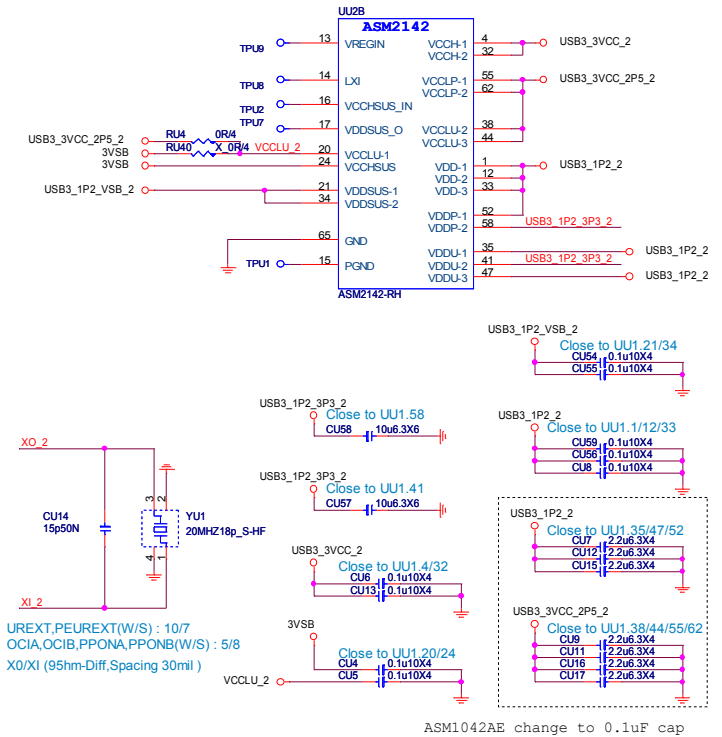 UU2B
ASM2142
TPU9 13 VREGIN
VCCH-1 4 USB3_3VCC_2
VCCH-2 32
TPU8 14 LXI
VCCLP-1 55 USB3_3VCC_2P5_2
VCCLP-2 62
TPU2 16 VCCHSUS_IN
TPU7 17 VDDSUS_O
VCCLU-2 38
VCCLU-3 44
USB3_3VCC_2P5_2 RU4 0R/4
3VSB RU40 X_0R/4 VCCLU_2 20 VCCLU-1
3VSB 24 VCCHSUS
VDD-1 1 USB3_1P2_2
VDD-2 12
VDD-3 33
USB3_1P2_VSB_2 21 VDDSUS-1
34 VDDSUS-2
VDDP-1 52
VDDP-2 58 USB3_1P2_3P3_2
65 GND
VDDU-1 35 USB3_1P2_2
VDDU-2 41 USB3_1P2_3P3_2
VDDU-3 47 USB3_1P2_2
TPU1 15 PGND
ASM2142-RH
USB3_1P2_VSB_2
Close to UU1.21/34
CU54 0.1u10X4
CU55 0.1u10X4
USB3_1P2_3P3_2
Close to UU1.58
CU58 10u6.3X6
USB3_1P2_2
Close to UU1.1/12/33
CU59 0.1u10X4
CU56 0.1u10X4
CU8 0.1u10X4
USB3_1P2_3P3_2
Close to UU1.41
CU57 10u6.3X6
USB3_1P2_2
Close to UU1.35/47/52
CU7 2.2u6.3X4
CU12 2.2u6.3X4
CU15 2.2u6.3X4
USB3_3VCC_2
Close to UU1.4/32
CU6 0.1u10X4
CU13 0.1u10X4
USB3_3VCC_2P5_2
Close to UU1.38/44/55/62
CU9 2.2u6.3X4
CU11 2.2u6.3X4
CU16 2.2u6.3X4
CU17 2.2u6.3X4
3VSB
Close to UU1.20/24
CU4 0.1u10X4
VCCLU_2 CU5 0.1u10X4
XO_2
3 2
CU14
15p50N
YU1
20MHZ18p_S-HF
4 1
XI_2
UREXT,PEUREXT(W/S) : 10/7
OCIA,OCIB,PPONA,PPONB(W/S) : 5/8
X0/XI (95hm-Diff,Spacing 30mil )
ASM1042AE change to 0.1uF cap